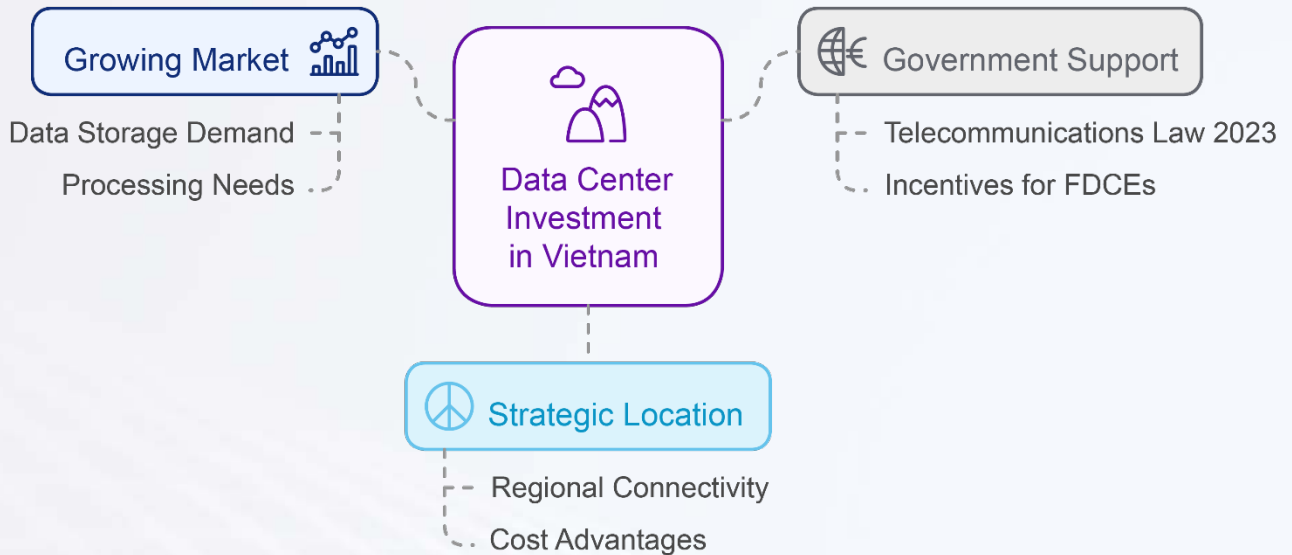 Growing Market
Data Storage Demand
Processing Needs
Data Center
Investment
in Vietnam
Government Support
Telecommunications Law 2023
Incentives for FDCEs
Strategic Location
Regional Connectivity
Cost Advantages